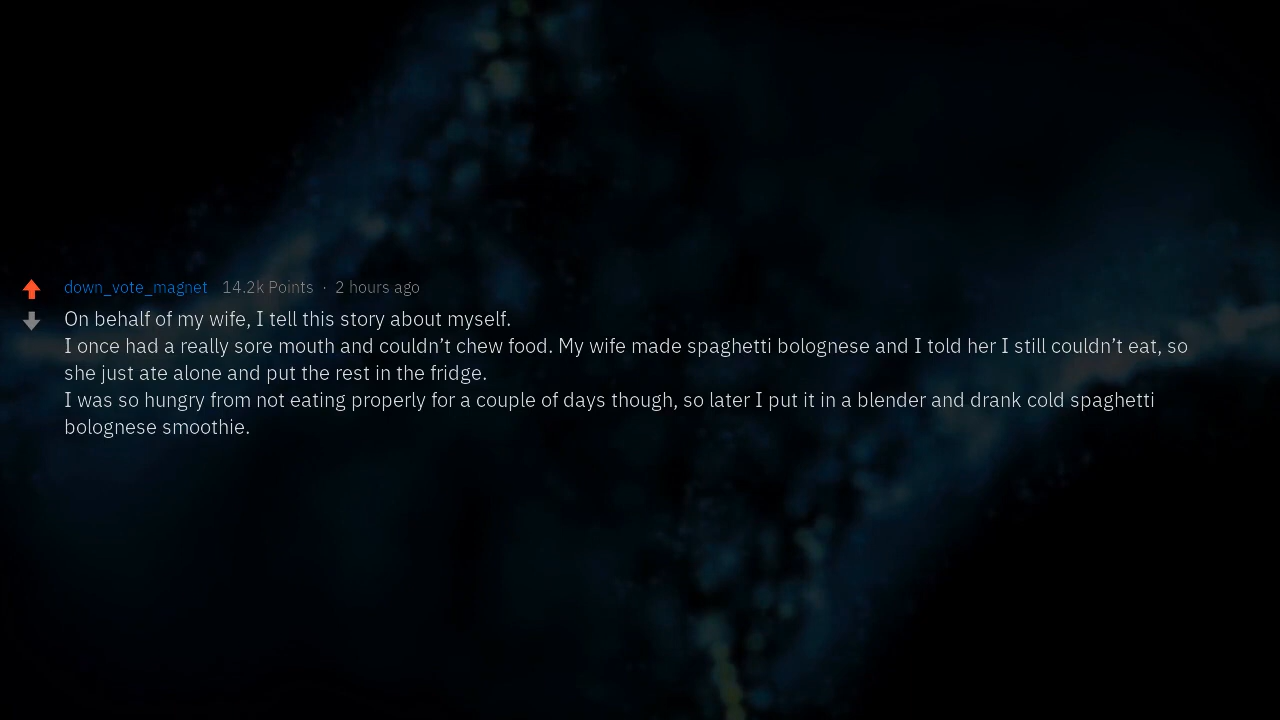 down_vote_magnet 14.2k Points · 2 hours ago
On behalf of my wife, I tell this story about myself.
I once had a really sore mouth and couldn’t chew food. My wife made spaghetti bolognese and I told her I still couldn’t eat, so
she just ate alone and put the rest in the fridge.
I was so hungry from not eating properly for a couple of days though, so later I put it in a blender and drank cold spaghetti
bolognese smoothie.